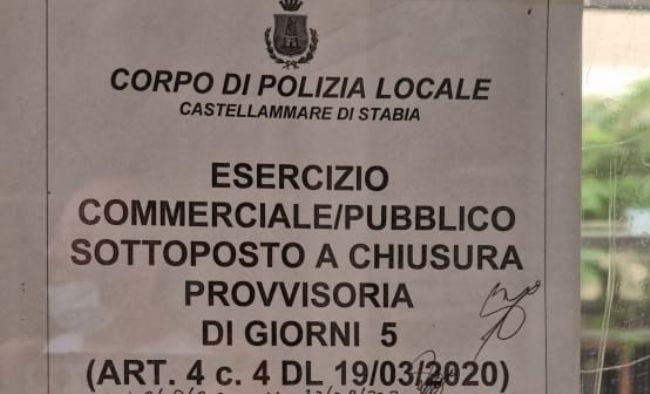 CORPO DI POLIZIA LOCALE
CASTELLAMMARE DI STABIA
ESERCIZIO
COMMERCIALE/PUBBLICO
SOTTOPOSTO A CHIUSURA
PROVVISORIA
DI GIORNI 5
(ART. 4 c. 4 DL 19/03/2020)